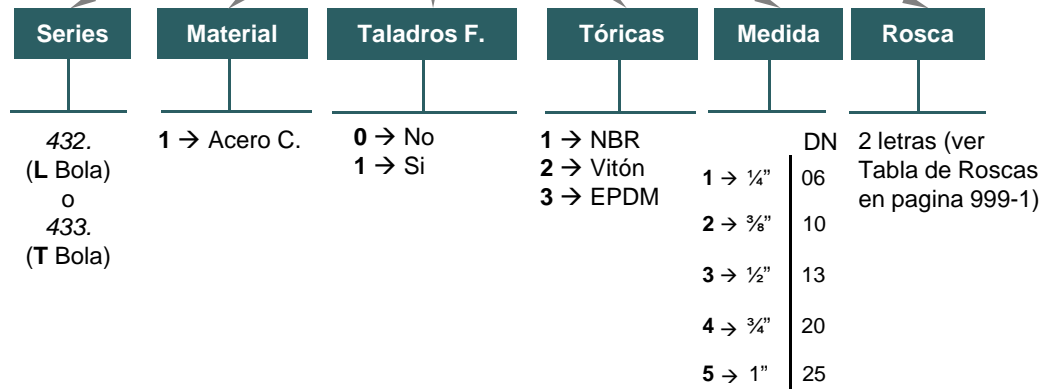 Series Material Taladros F. Tóricas Medida Rosca
432.
(L Bola)
o
433.
(T Bola)
1 → Acero C.
0 → No
1 → Si
1 → NBR
2 → Vitón
3 → EPDM
DN
1 → ¼” 06
2 → ⅜” 10
3 → ½” 13
4 → ¾” 20
5 → 1” 25
2 letras (ver
Tabla de Roscas
en pagina 999-1)